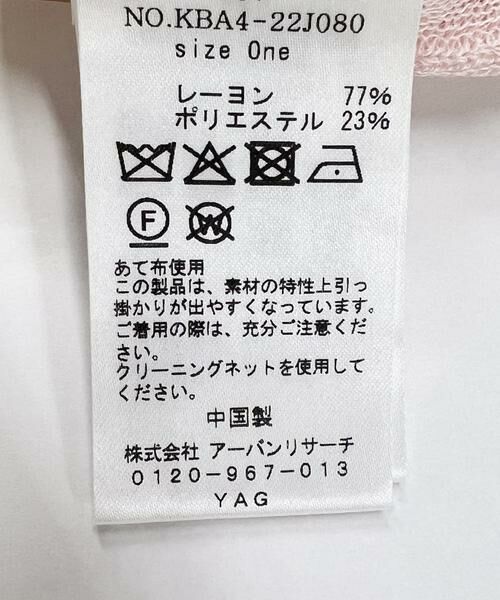 NO.KBA4-22J080
size One
レーヨン 77%
ポリエステル 23%
F
W
あて布使用
この製品は、素材の特性上引っ
掛かりが出やすくなっています。
ご着用の際は、充分ご注意くだ
さい。
クリーニングネットを使用して
ください。
中国製
株式会社 アーバンリサーチ
0120-967-013
YAG